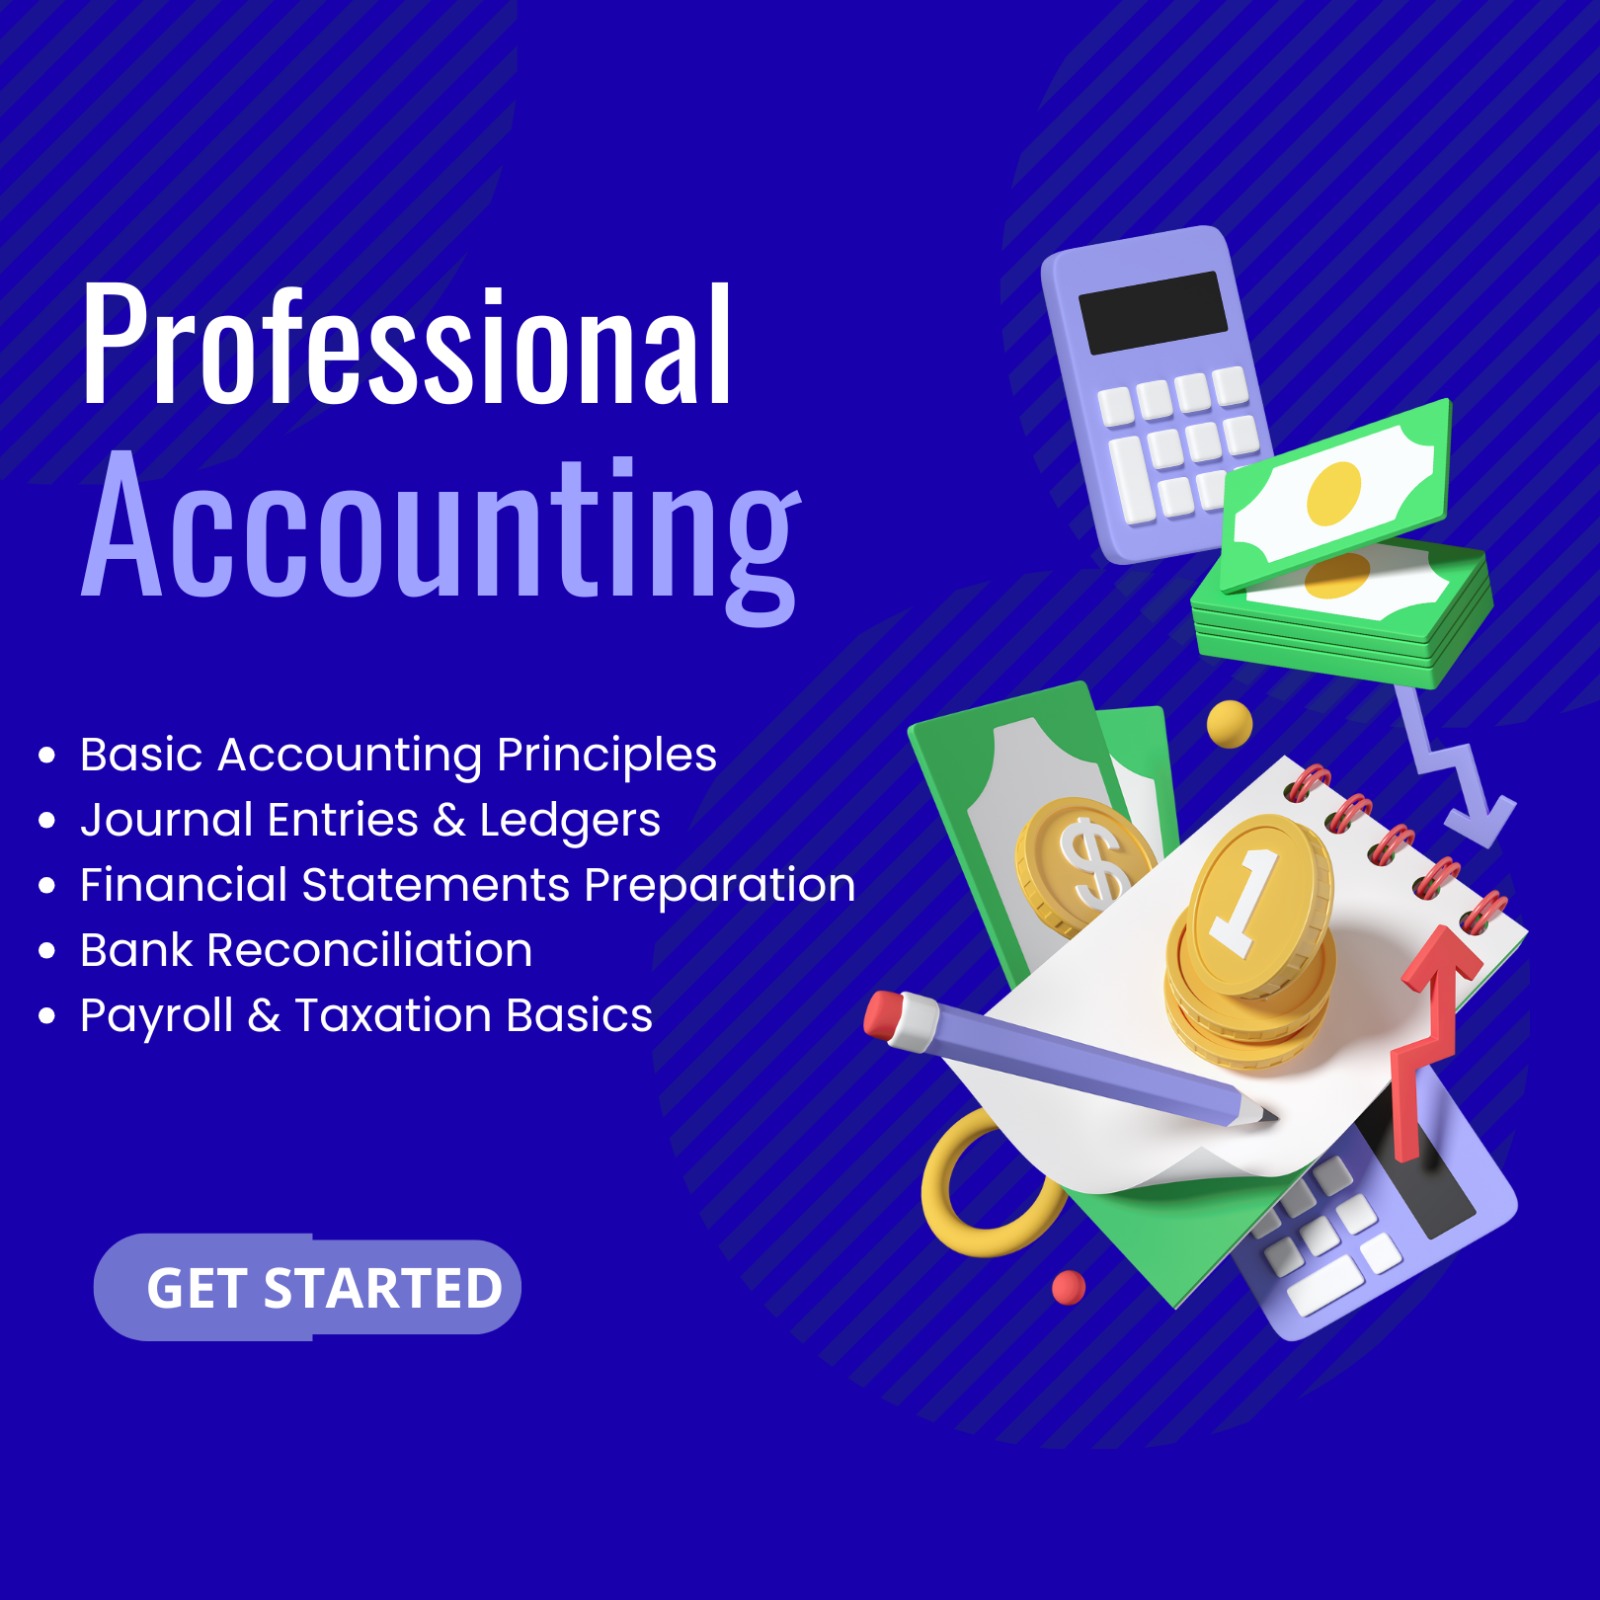 Professional
Accounting
• Basic Accounting Principles
• Journal Entries & Ledgers
• Financial Statements Preparation
• Bank Reconciliation
• Payroll & Taxation Basics
GET STARTED
$
1